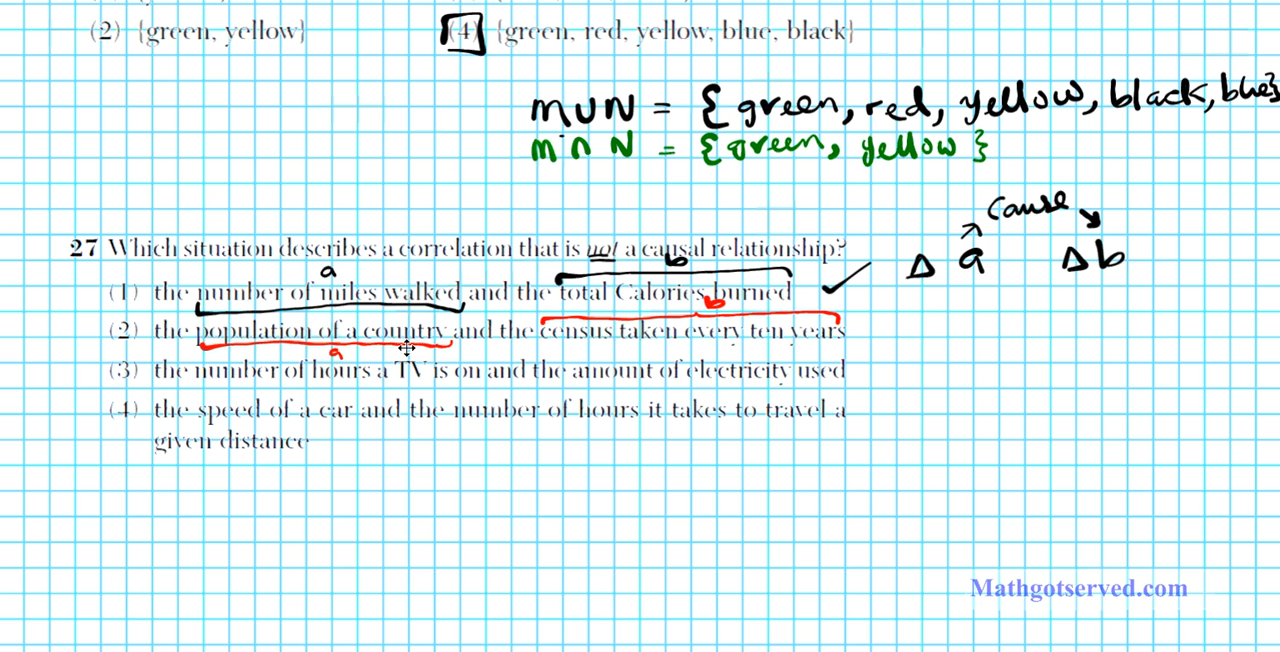 (2) {green, yellow}
(4) {green, red, yellow, blue, black}
M U N = { green, red, yellow, black, blue}
M ∩ N = {green, yellow }
cause
Δ a Δ b
27 Which situation describes a correlation that is not a causal relationship?
a b
(1) the number of miles walked and the total Calories burned ✓
b
(2) the population of a country and the census taken every ten years
a
(3) the number of hours a TV is on and the amount of electricity used
(4) the speed of a car and the number of hours it takes to travel a
given distance
Mathgotserved.com